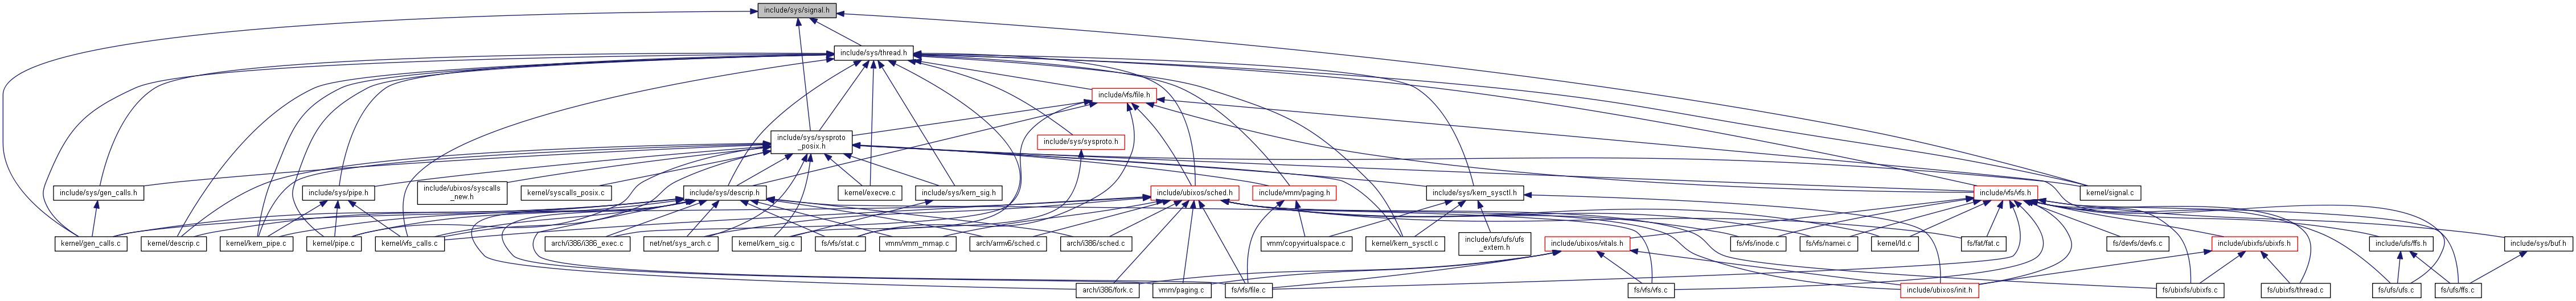 include/sys/signal.h
include/sys/thread.h
include/vfs/file.h
include/sys/sysproto
_posix.h
include/sys/sysproto.h
include/sys/gen_calls.h
include/sys/pipe.h
include/ubixos/syscalls
_new.h
kernel/syscalls_posix.c
include/sys/descrip.h
kernel/execve.c
include/sys/kern_sig.h
include/ubixos/sched.h
include/vmm/paging.h
include/sys/kern_sysctl.h
include/vfs/vfs.h
kernel/signal.c
kernel/gen_calls.c
kernel/descrip.c
kernel/kern_pipe.c
kernel/pipe.c
kernel/vfs_calls.c
arch/i386/i386_exec.c
net/net/sys_arch.c
kernel/kern_sig.c
fs/vfs/stat.c
vmm/vmm_mmap.c
arch/armv6/sched.c
arch/i386/sched.c
vmm/copyvirtualspace.c
kernel/kern_sysctl.c
include/ufs/ufs/ufs
_extern.h
include/ubixos/vitals.h
fs/vfs/inode.c
fs/vfs/namei.c
kernel/ld.c
fs/fat/fat.c
fs/devfs/devfs.c
include/ubixfs/ubixfs.h
include/ufs/ffs.h
include/sys/buf.h
arch/i386/fork.c
vmm/paging.c
fs/vfs/file.c
fs/vfs/vfs.c
include/ubixos/init.h
fs/ubixfs/ubixfs.c
fs/ubixfs/thread.c
fs/ufs/ufs.c
fs/ufs/ffs.c